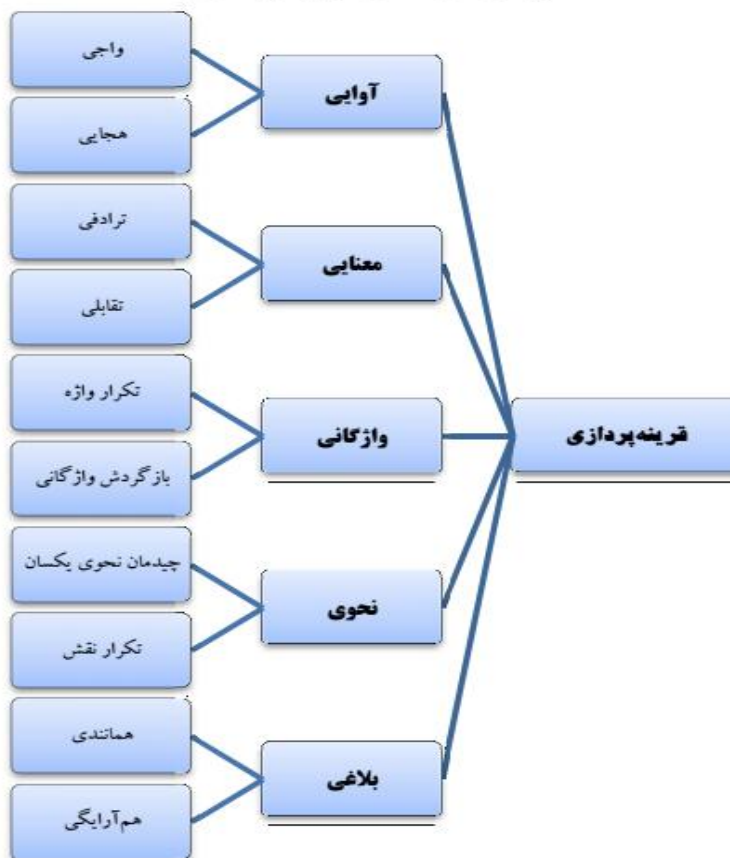 قرینه‌پردازی
آوایی
واجی
هجایی
معنایی
ترادفی
تقابلی
واژگانی
تکرار واژه
بازگردش واژگانی
نحوی
چیدمان نحوی یکسان
تکرار نقش
بلاغی
همانندی
هم‌آرایگی